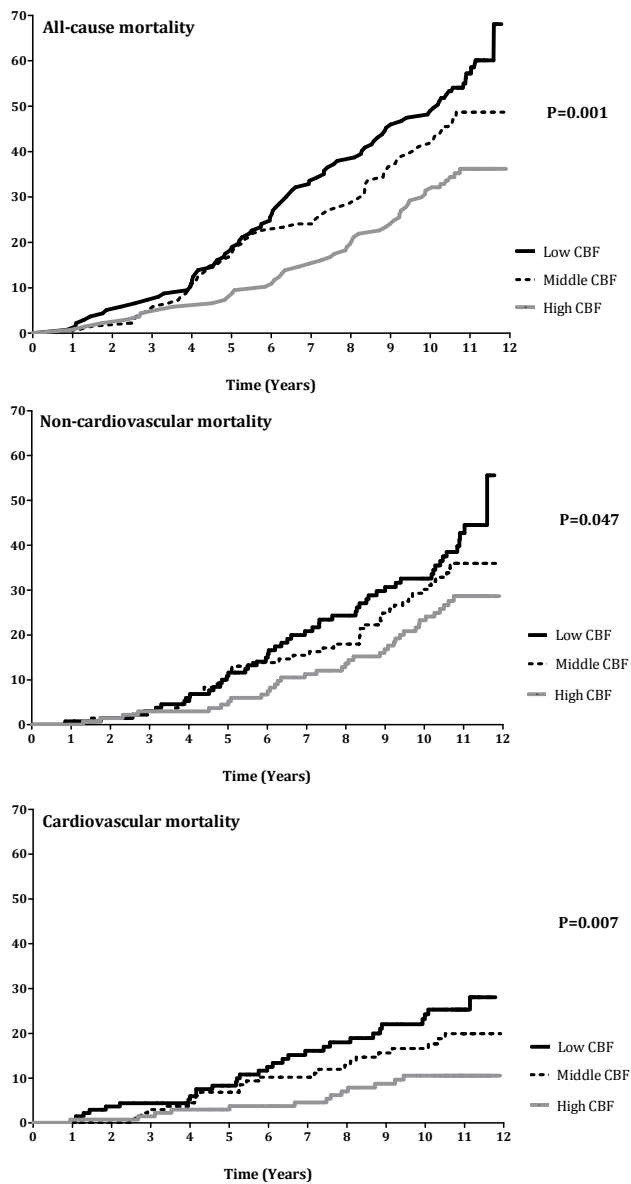 All-cause mortality
70
60
50
40
30
20
10
0
P=0.001
Low CBF
Middle CBF
High CBF
0 1 2 3 4 5 6 7 8 9 10 11 12
Time (Years)
Non-cardiovascular mortality
70
60
50
40
30
20
10
0
P=0.047
Low CBF
Middle CBF
High CBF
0 1 2 3 4 5 6 7 8 9 10 11 12
Time (Years)
Cardiovascular mortality
70
60
50
40
30
20
10
0
P=0.007
Low CBF
Middle CBF
High CBF
0 1 2 3 4 5 6 7 8 9 10 11 12
Time (Years)